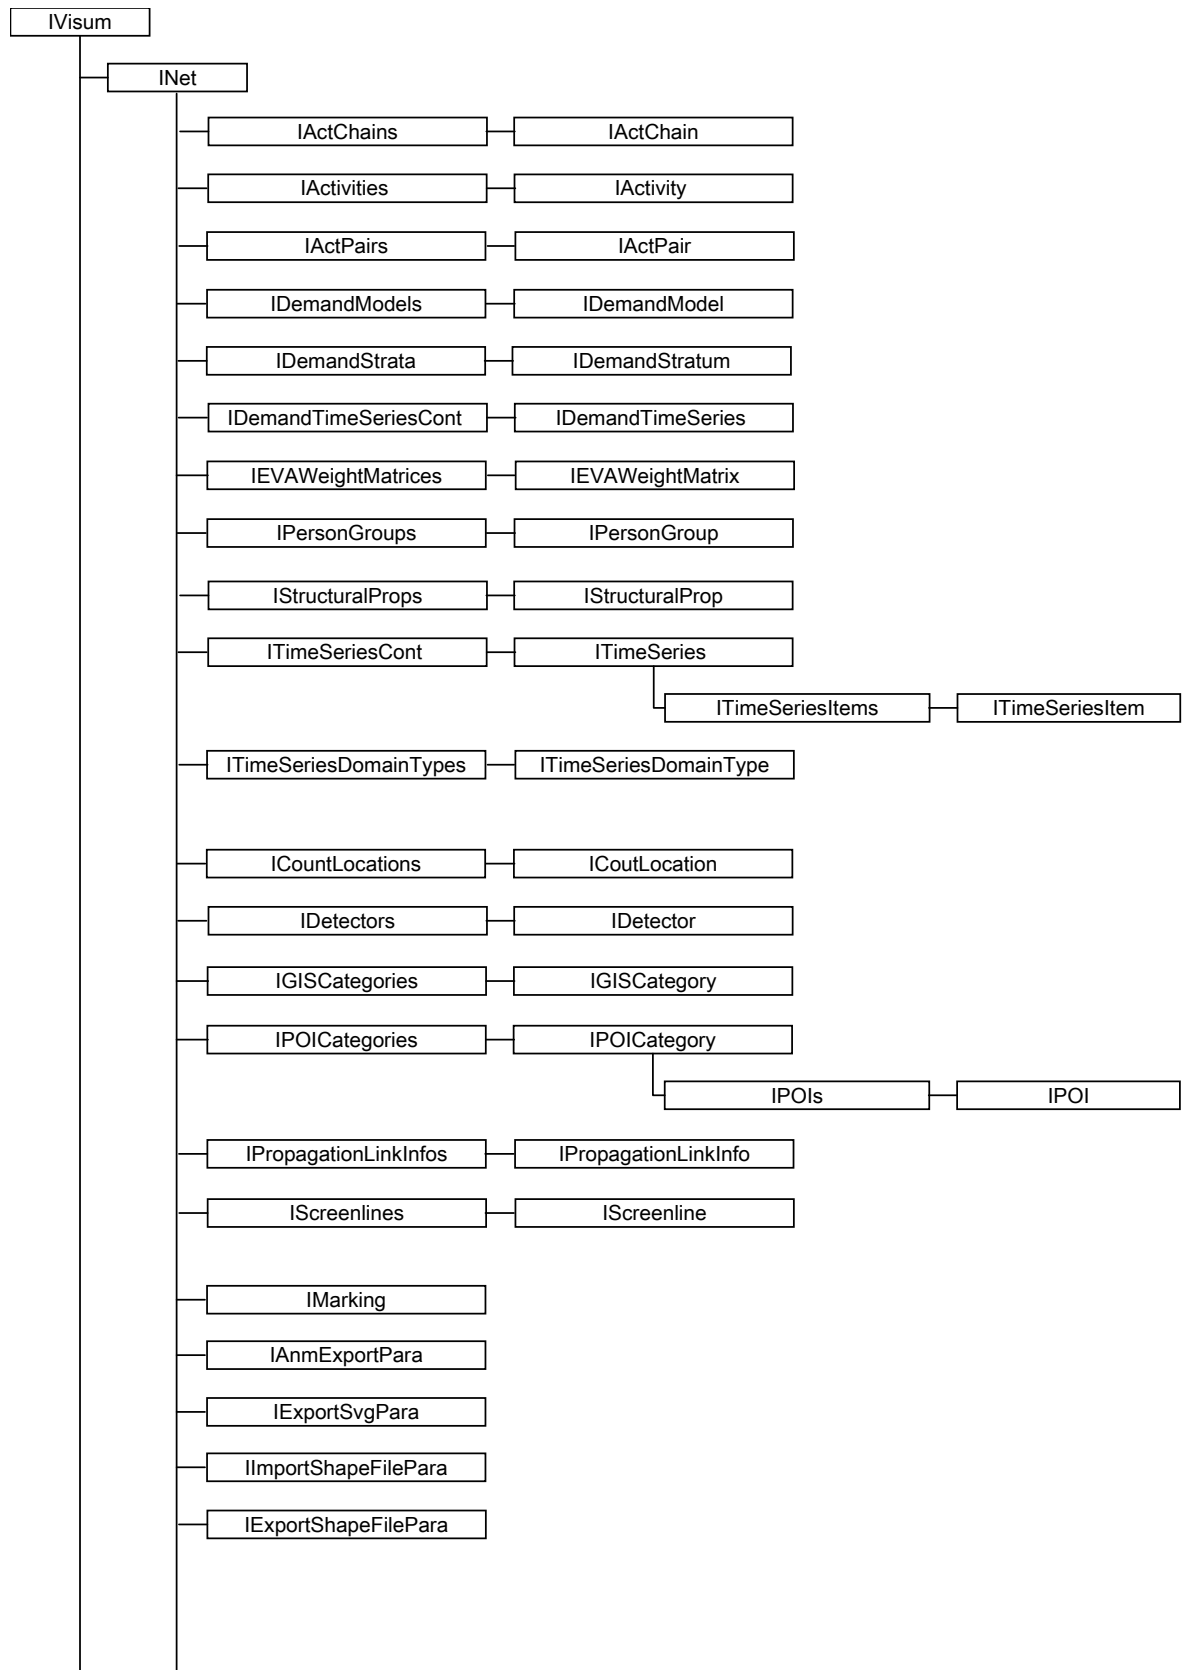 IVisum
INet
IActChains IActChain
IActivities IActivity
IActPairs IActPair
IDemandModels IDemandModel
IDemandStrata IDemandStratum
IDemandTimeSeriesCont IDemandTimeSeries
IEVAWeightMatrices IEVAWeightMatrix
IPersonGroups IPersonGroup
IStructuralProps IStructuralProp
ITimeSeriesCont ITimeSeries
ITimeSeriesItems ITimeSeriesItem
ITimeSeriesDomainTypes ITimeSeriesDomainType
ICountLocations ICoutLocation
IDetectors IDetector
IGISCategories IGISCategory
IPOICategories IPOICategory
IPOIs IPOI
IPropagationLinkInfos IPropagationLinkInfo
IScreenlines IScreenline
IMarking
IAnmExportPara
IExportSvgPara
IImportShapeFilePara
IExportShapeFilePara